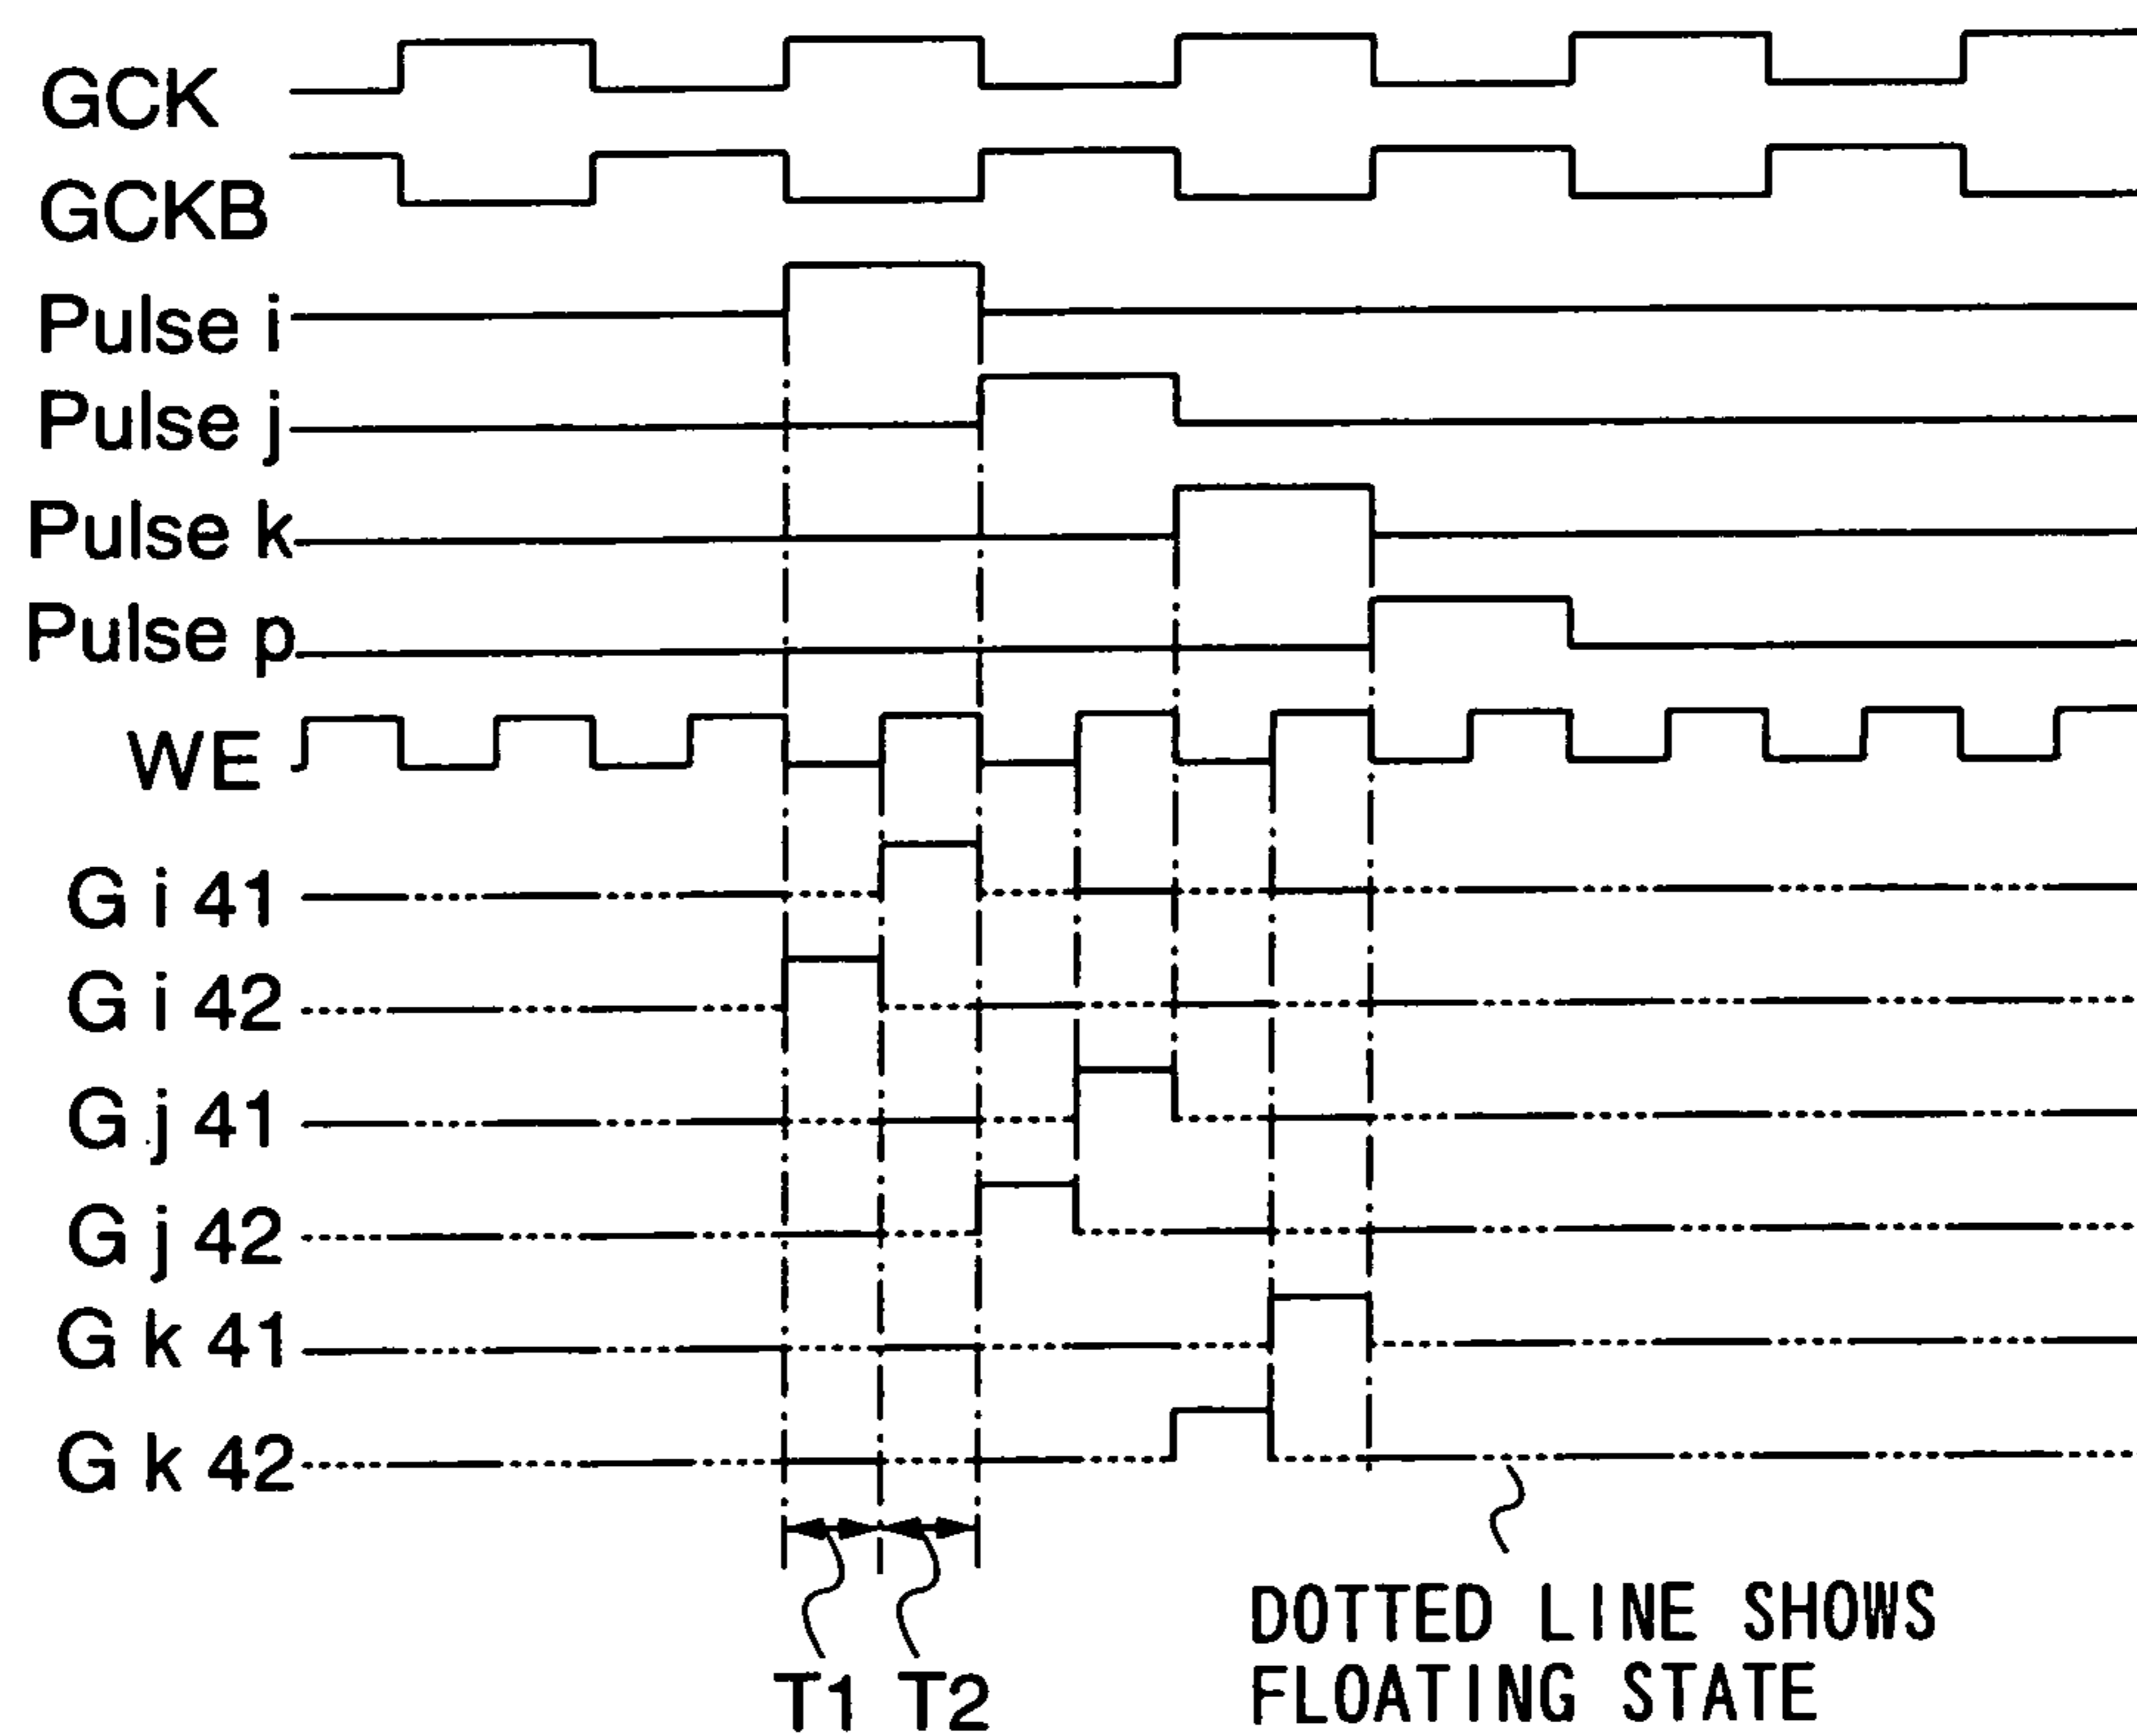 GCK
GCKB
Pulse i
Pulse j
Pulse k
Pulse p
WE
G i 41
G i 42
G j 41
G j 42
G k 41
G k 42
T1 T2
DOTTED LINE SHOWS
FLOATING STATE